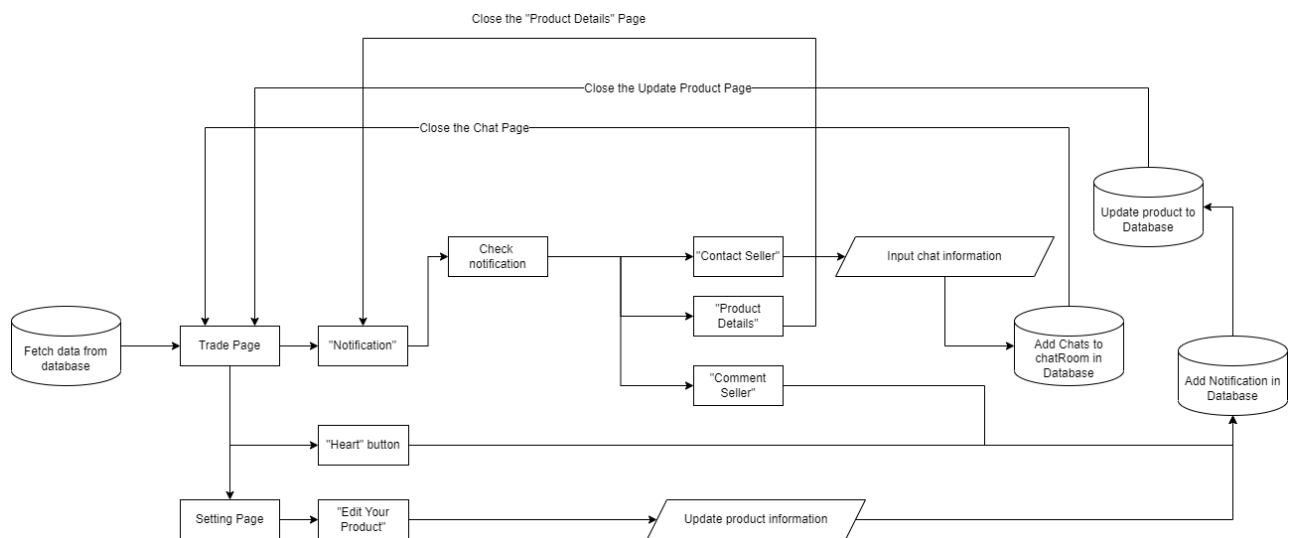 Close the "Product Details" Page
Close the Update Product Page
Close the Chat Page
Update product to
Database
Check
notification
"Contact Seller"
Input chat information
"Product
Details"
Fetch data from
database
Trade Page
"Notification"
Add Chats to
chatRoom in
Database
"Comment
Seller"
Add Notification in
Database
"Heart" button
Setting Page
"Edit Your
Product"
Update product information